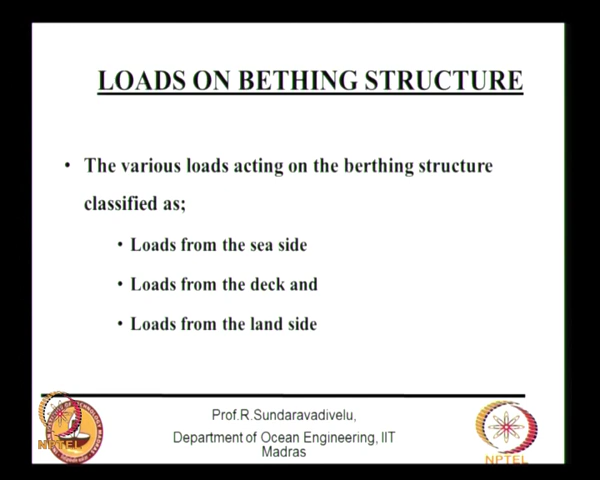 LOADS ON BETHING STRUCTURE
• The various loads acting on the berthing structure
classified as;
• Loads from the sea side
• Loads from the deck and
• Loads from the land side
Prof.R.Sundaravadivelu,
Department of Ocean Engineering, IIT
Madras
NPTEL
NPTEL